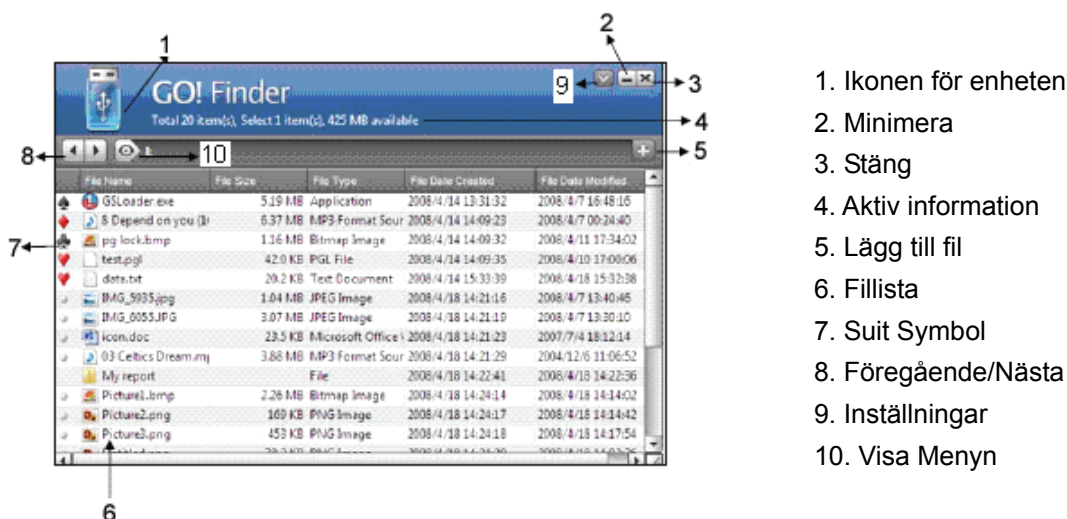 1
2
9
3
GO! Finder
Total 20 item(s), Select 1 item(s), 425 MB available
4
8
10
5
File Name File Size File Type File Date Created File Date Modified
GSLoader.exe 5.19 MB Application 2008/4/14 13:31:32 2008/4/7 16:48:16
8 Depend on you 6.37 MB MP3 Format Sour 2008/4/14 14:09:23 2008/4/7 00:24:40
7
pg lock.bmp 1.16 MB Bitmap Image 2008/4/14 14:09:32 2008/4/11 17:34:02
test.pgl 42.0 KB PGL File 2008/4/14 14:09:35 2008/4/10 17:00:06
data.txt 20.2 KB Text Document 2008/4/14 15:33:39 2008/4/18 15:32:38
IMG_5935.jpg 1.04 MB JPEG Image 2008/4/18 14:21:16 2008/4/7 13:40:46
IMG_6055.JPG 3.07 MB JPEG Image 2008/4/18 14:21:19 2008/4/7 13:30:10
icon.doc 23.5 KB Microsoft Office 2008/4/18 14:21:23 2007/7/4 18:12:14
03 Celtics Dream.mp 3.88 MB MP3 Format Sour 2008/4/18 14:21:29 2004/12/6 11:06:52
My report File 2008/4/18 14:22:41 2008/4/18 14:22:36
Picture1.bmp 2.26 MB Bitmap Image 2008/4/18 14:24:14 2008/4/18 14:14:02
Picture2.png 169 KB PNG Image 2008/4/18 14:24:17 2008/4/18 14:14:42
Picture3.png 453 KB PNG Image 2008/4/18 14:24:18 2008/4/18 14:17:54
6
1. Ikonen för enheten
2. Minimera
3. Stäng
4. Aktiv information
5. Lägg till fil
6. Fillista
7. Suit Symbol
8. Föregående/Nästa
9. Inställningar
10. Visa Menyn